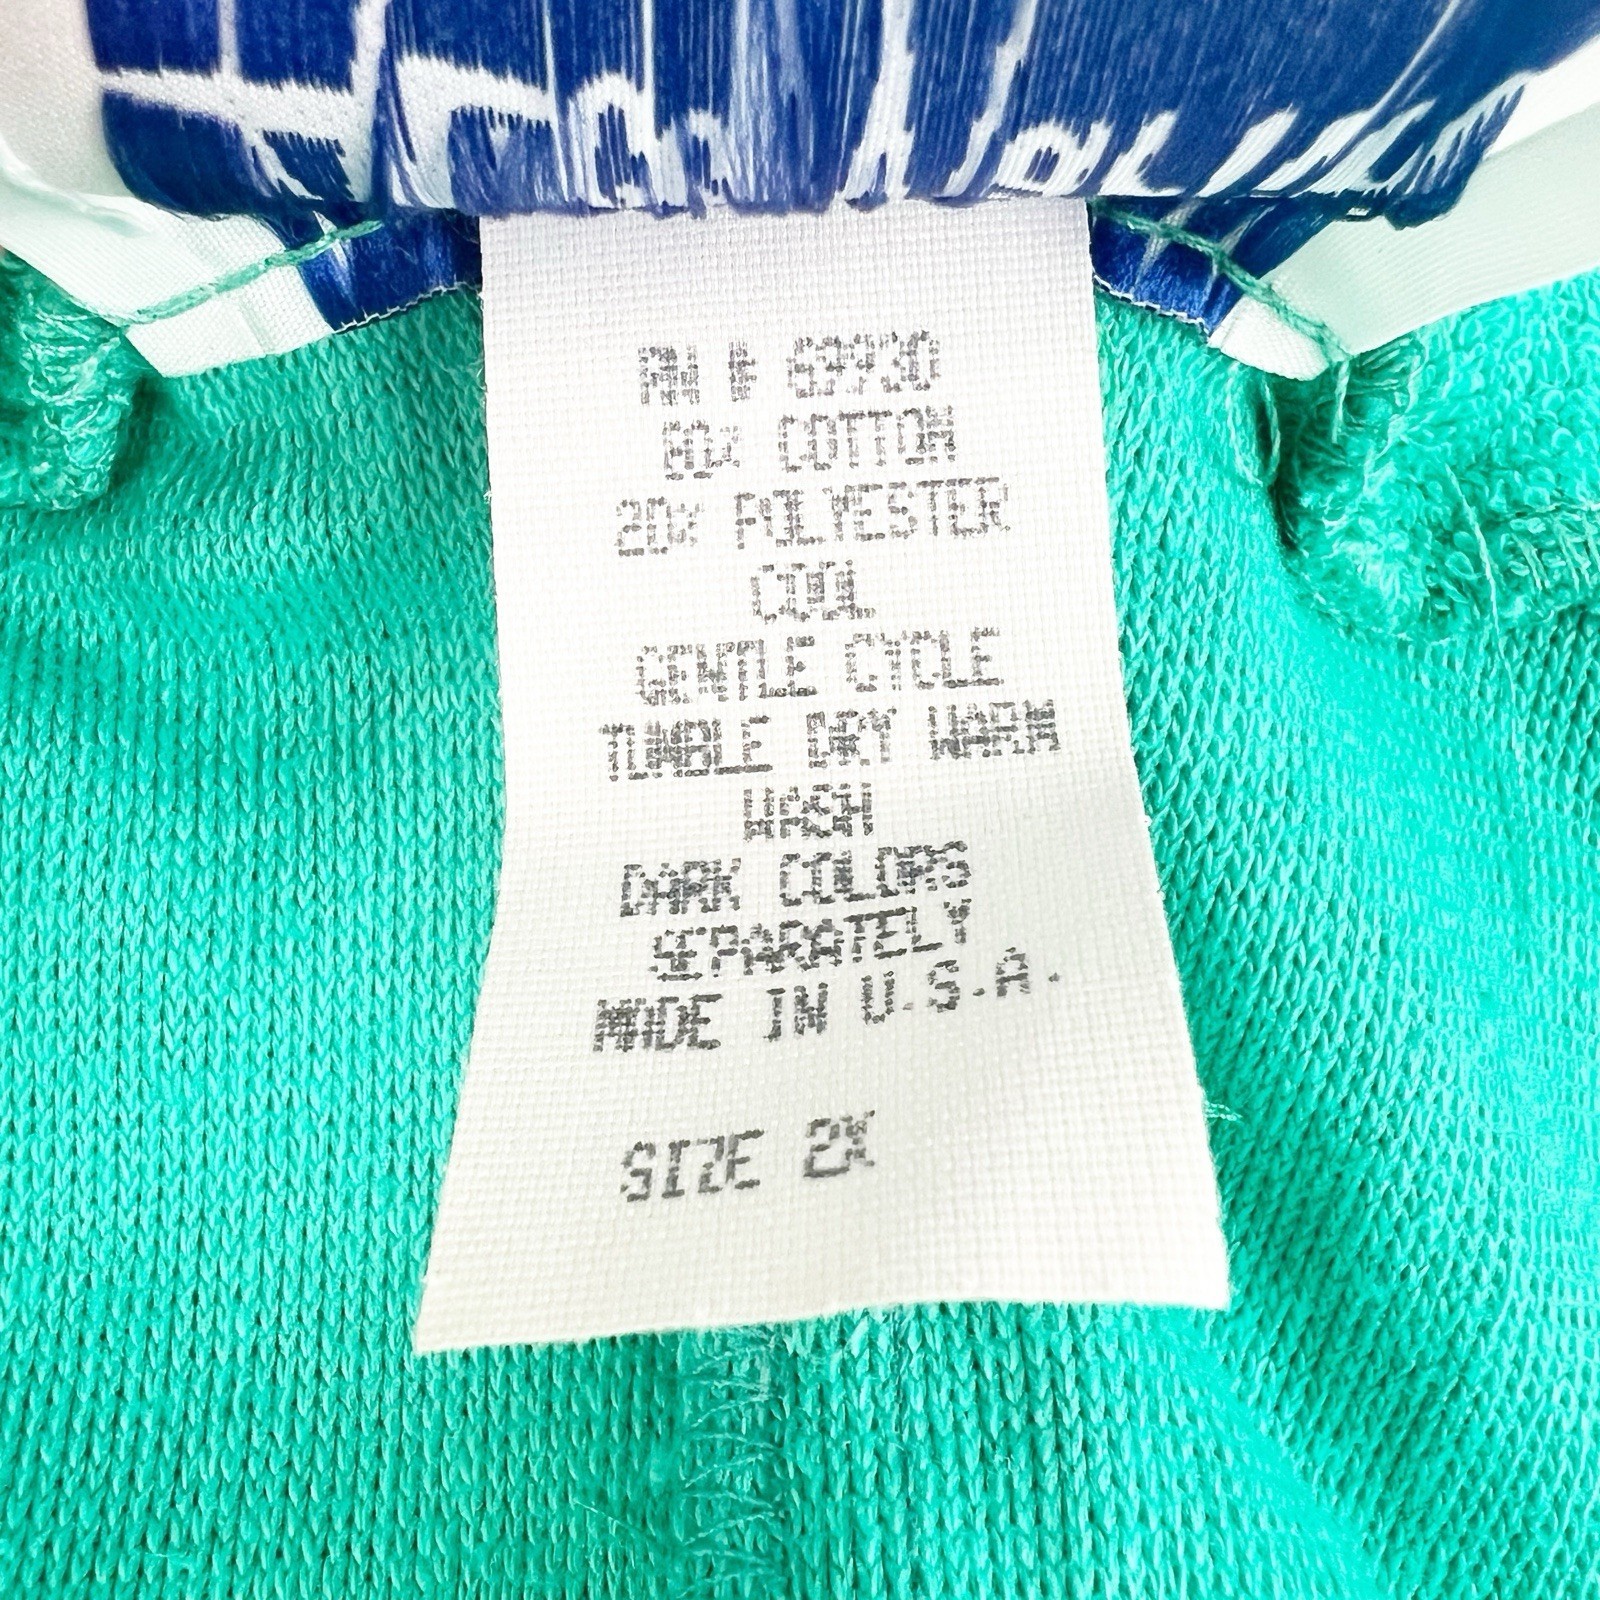 RN #
80% COTTON
20% POLYESTER
COOL
GENTLE CYCLE
TUMBLE DRY WARM
WASH
DARK COLORS
SEPARATELY
MADE IN U.S.A.
SIZE 2X